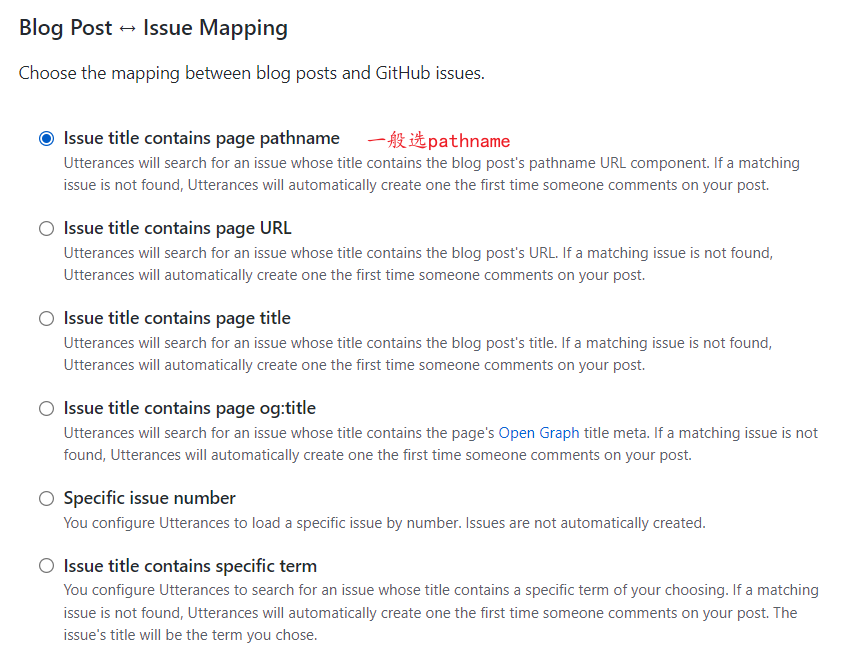 Blog Post ↔ Issue Mapping
Choose the mapping between blog posts and GitHub issues.
Issue title contains page pathname 一般选pathname
Utterances will search for an issue whose title contains the blog post's pathname URL component. If a matching
issue is not found, Utterances will automatically create one the first time someone comments on your post.
Issue title contains page URL
Utterances will search for an issue whose title contains the blog post's URL. If a matching issue is not found,
Utterances will automatically create one the first time someone comments on your post.
Issue title contains page title
Utterances will search for an issue whose title contains the blog post's title. If a matching issue is not found,
Utterances will automatically create one the first time someone comments on your post.
Issue title contains page og:title
Utterances will search for an issue whose title contains the page's Open Graph title meta. If a matching issue is not
found, Utterances will automatically create one the first time someone comments on your post.
Specific issue number
You configure Utterances to load a specific issue by number. Issues are not automatically created.
Issue title contains specific term
You configure Utterances to search for an issue whose title contains a specific term of your choosing. If a matching
issue is not found, Utterances will automatically create one the first time someone comments on your post. The
issue's title will be the term you chose.